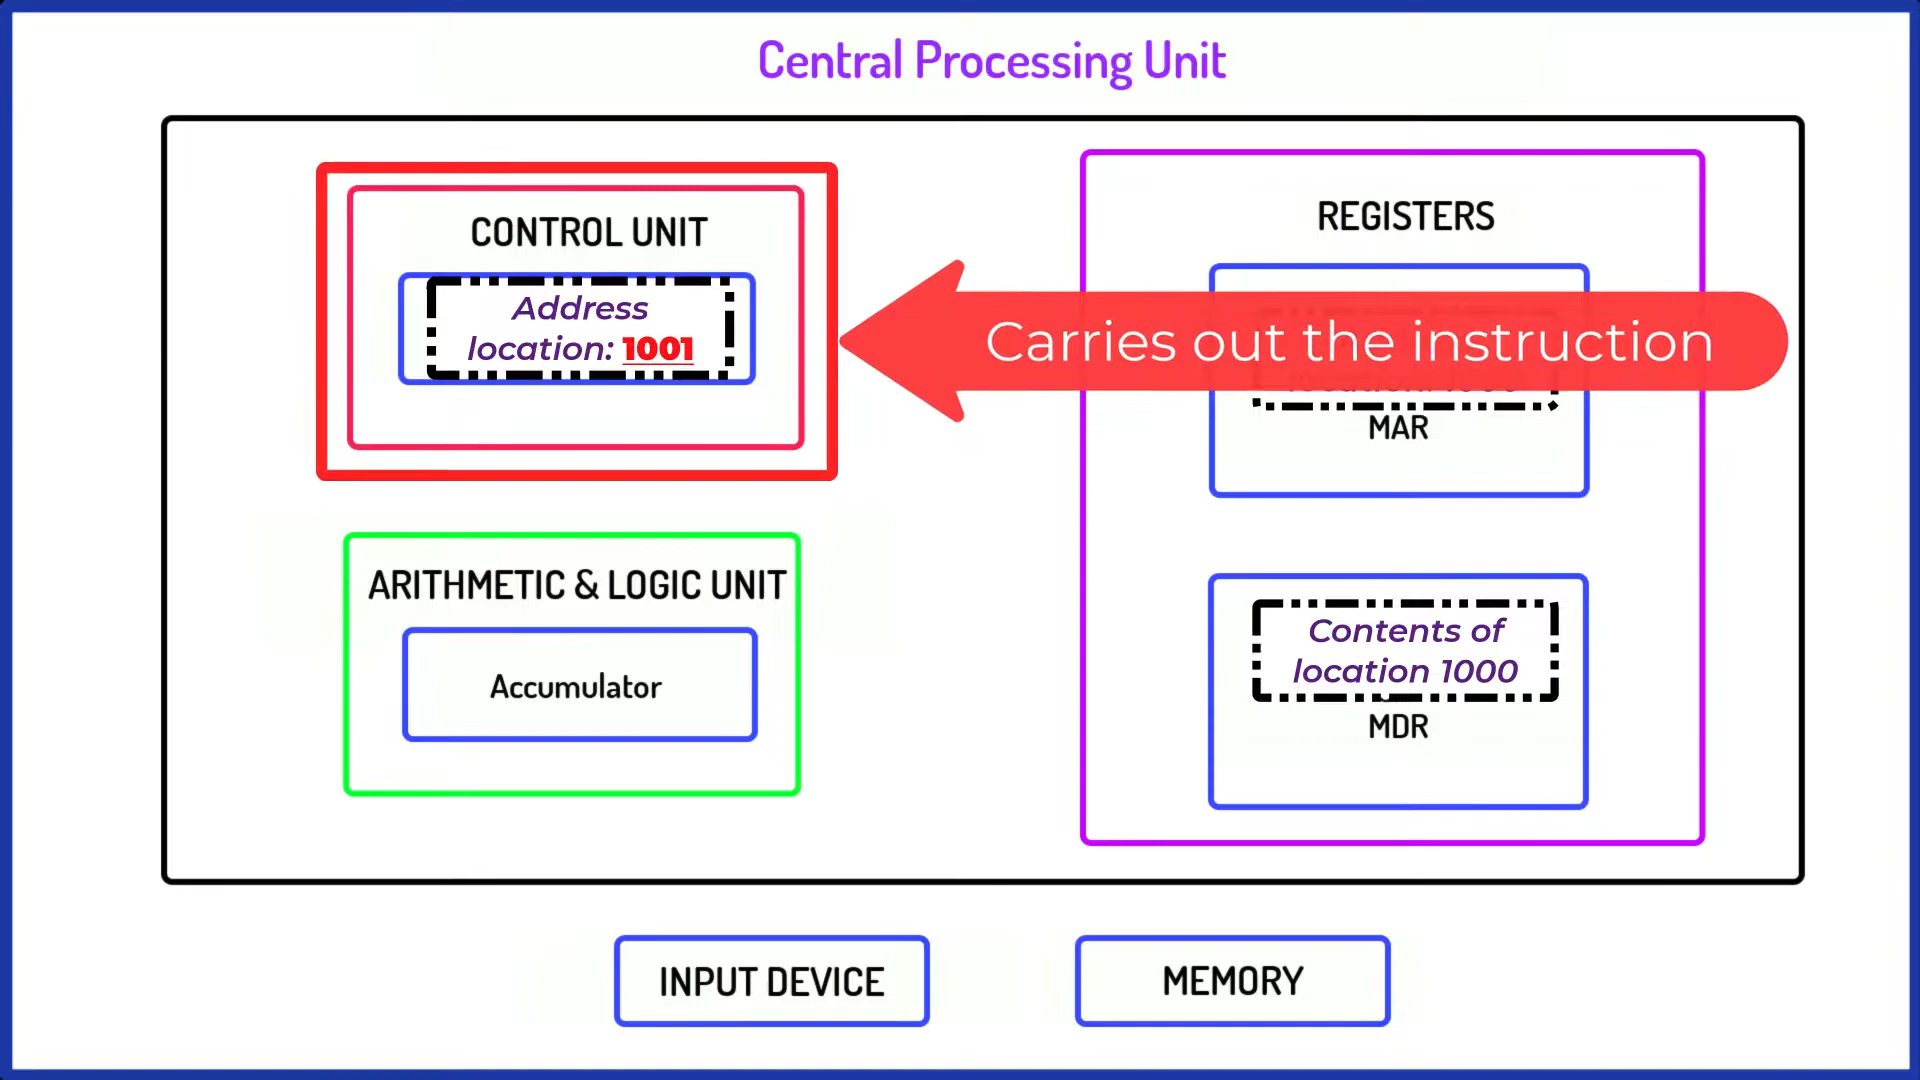 Central Processing Unit
CONTROL UNIT
Address
location: 1001
REGISTERS
Carries out the instruction
MAR
ARITHMETIC & LOGIC UNIT
Accumulator
Contents of
location 1000
MDR
INPUT DEVICE
MEMORY